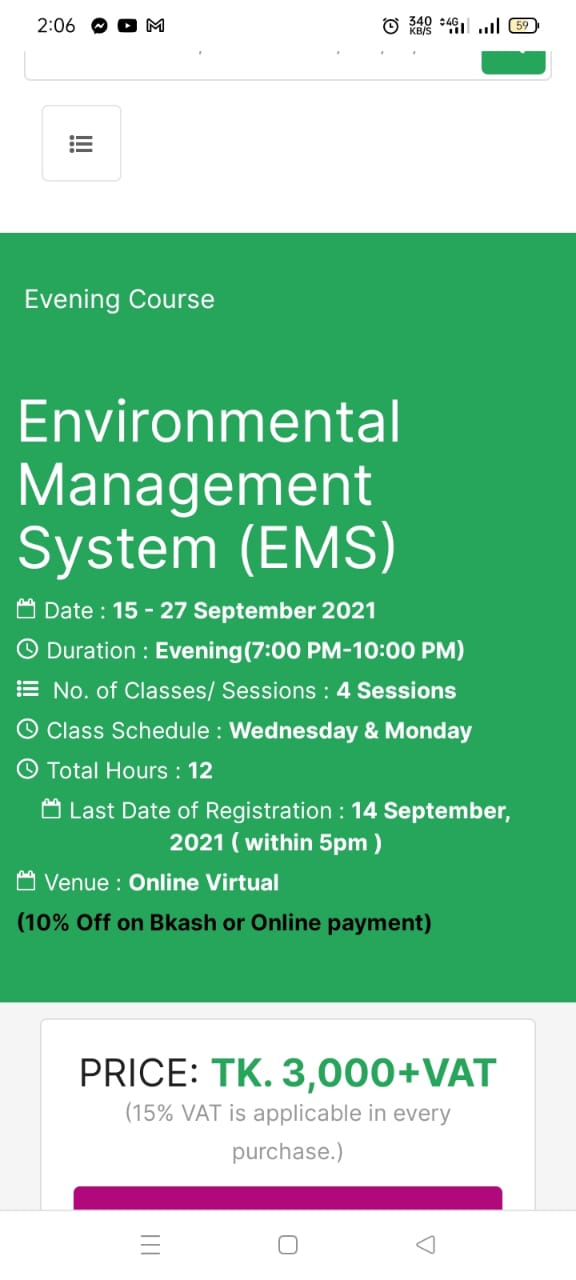 2:06
340 KB/S 4G 59
Evening Course
Environmental
Management
System (EMS)
Date : 15 - 27 September 2021
Duration : Evening(7:00 PM-10:00 PM)
No. of Classes/ Sessions : 4 Sessions
Class Schedule : Wednesday & Monday
Total Hours : 12
Last Date of Registration : 14 September,
2021 ( within 5pm )
Venue : Online Virtual
(10% Off on Bkash or Online payment)
PRICE: TK. 3,000+VAT
(15% VAT is applicable in every
purchase.)